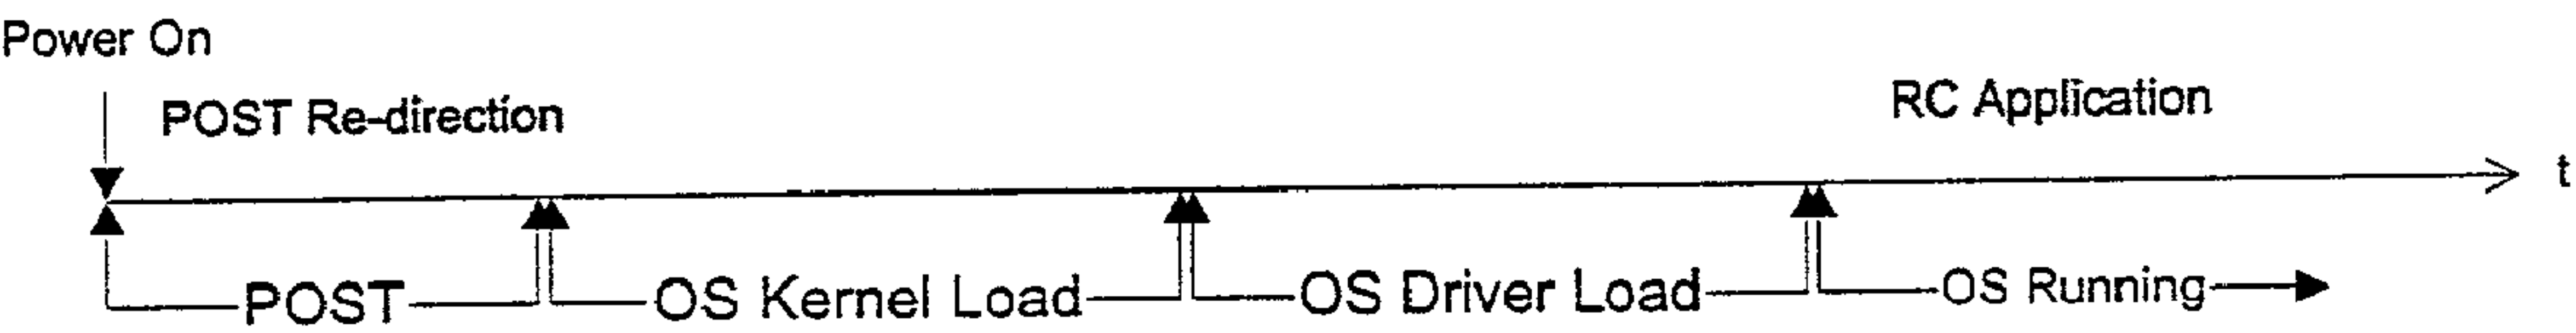 Power On
POST Re-direction
RC Application
t
POST
OS Kernel Load
OS Driver Load
OS Running